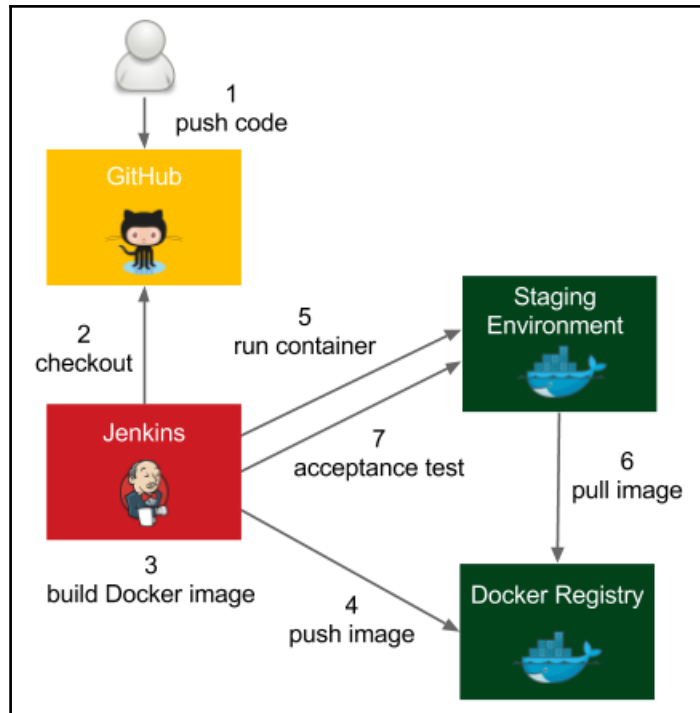 1
push code
GitHub
2
checkout
5
run container
Staging
Environment
Jenkins
7
acceptance test
6
pull image
3
build Docker image
4
push image
Docker Registry